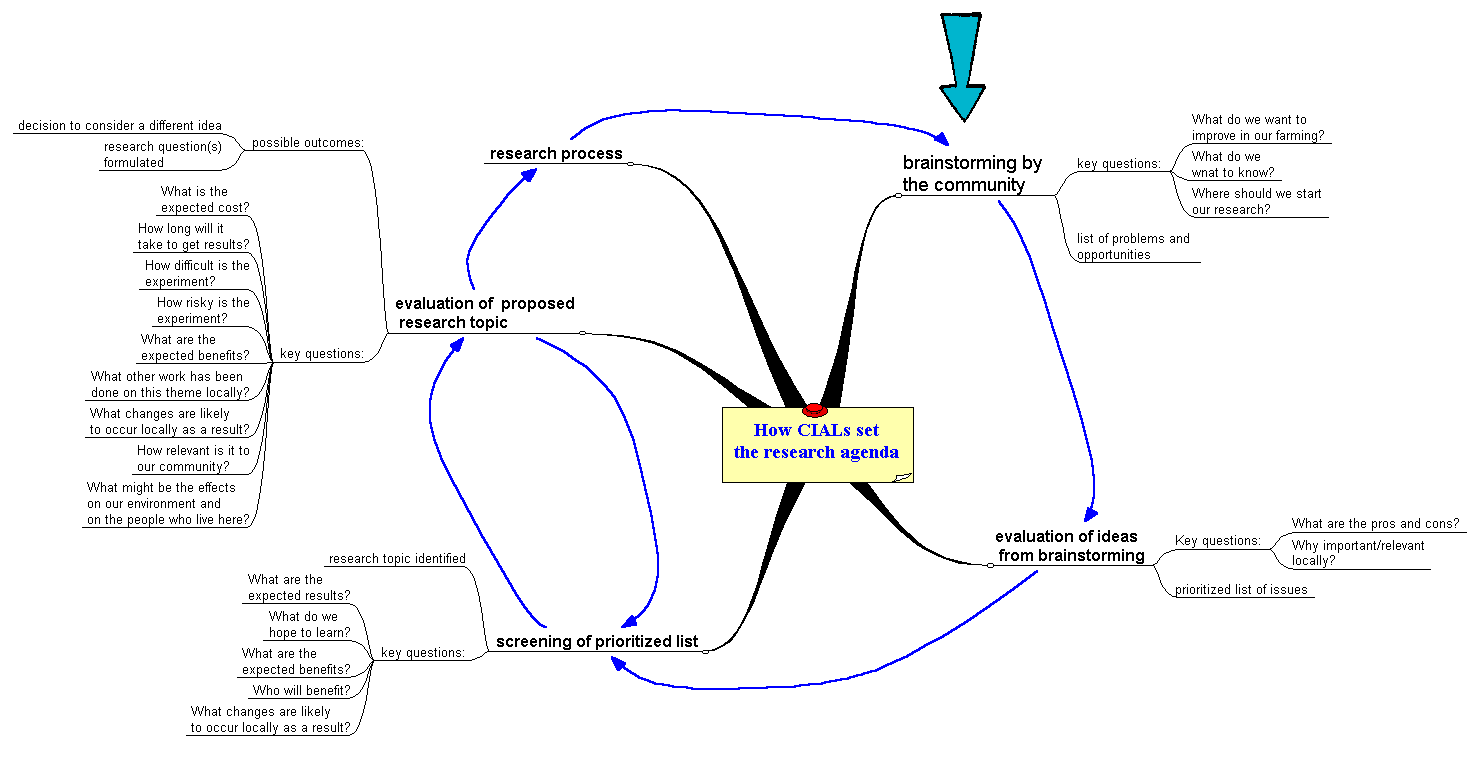 How CIALs set
the research agenda
brainstorming by
the community
key questions:
What do we want to
improve in our farming?
What do we
wnat to know?
Where should we start
our research?
list of problems and
opportunities
evaluation of ideas
from brainstorming
Key questions:
What are the pros and cons?
Why important/relevant
locally?
prioritized list of issues
screening of prioritized list
research topic identified
key questions:
What are the
expected results?
What do we
hope to learn?
What are the
expected benefits?
Who will benefit?
What changes are likely
to occur locally as a result?
evaluation of  proposed
research topic
possible outcomes:
decision to consider a different idea
research question(s)
formulated
key questions:
What is the
expected cost?
How long will it
take to get results?
How difficult is the
experiment?
How risky is the
experiment?
What are the
expected benefits?
What other work has been
done on this theme locally?
What changes are likely
to occur locally as a result?
How relevant is it to
our community?
What might be the effects
on our environment and
on the people who live here?
research process